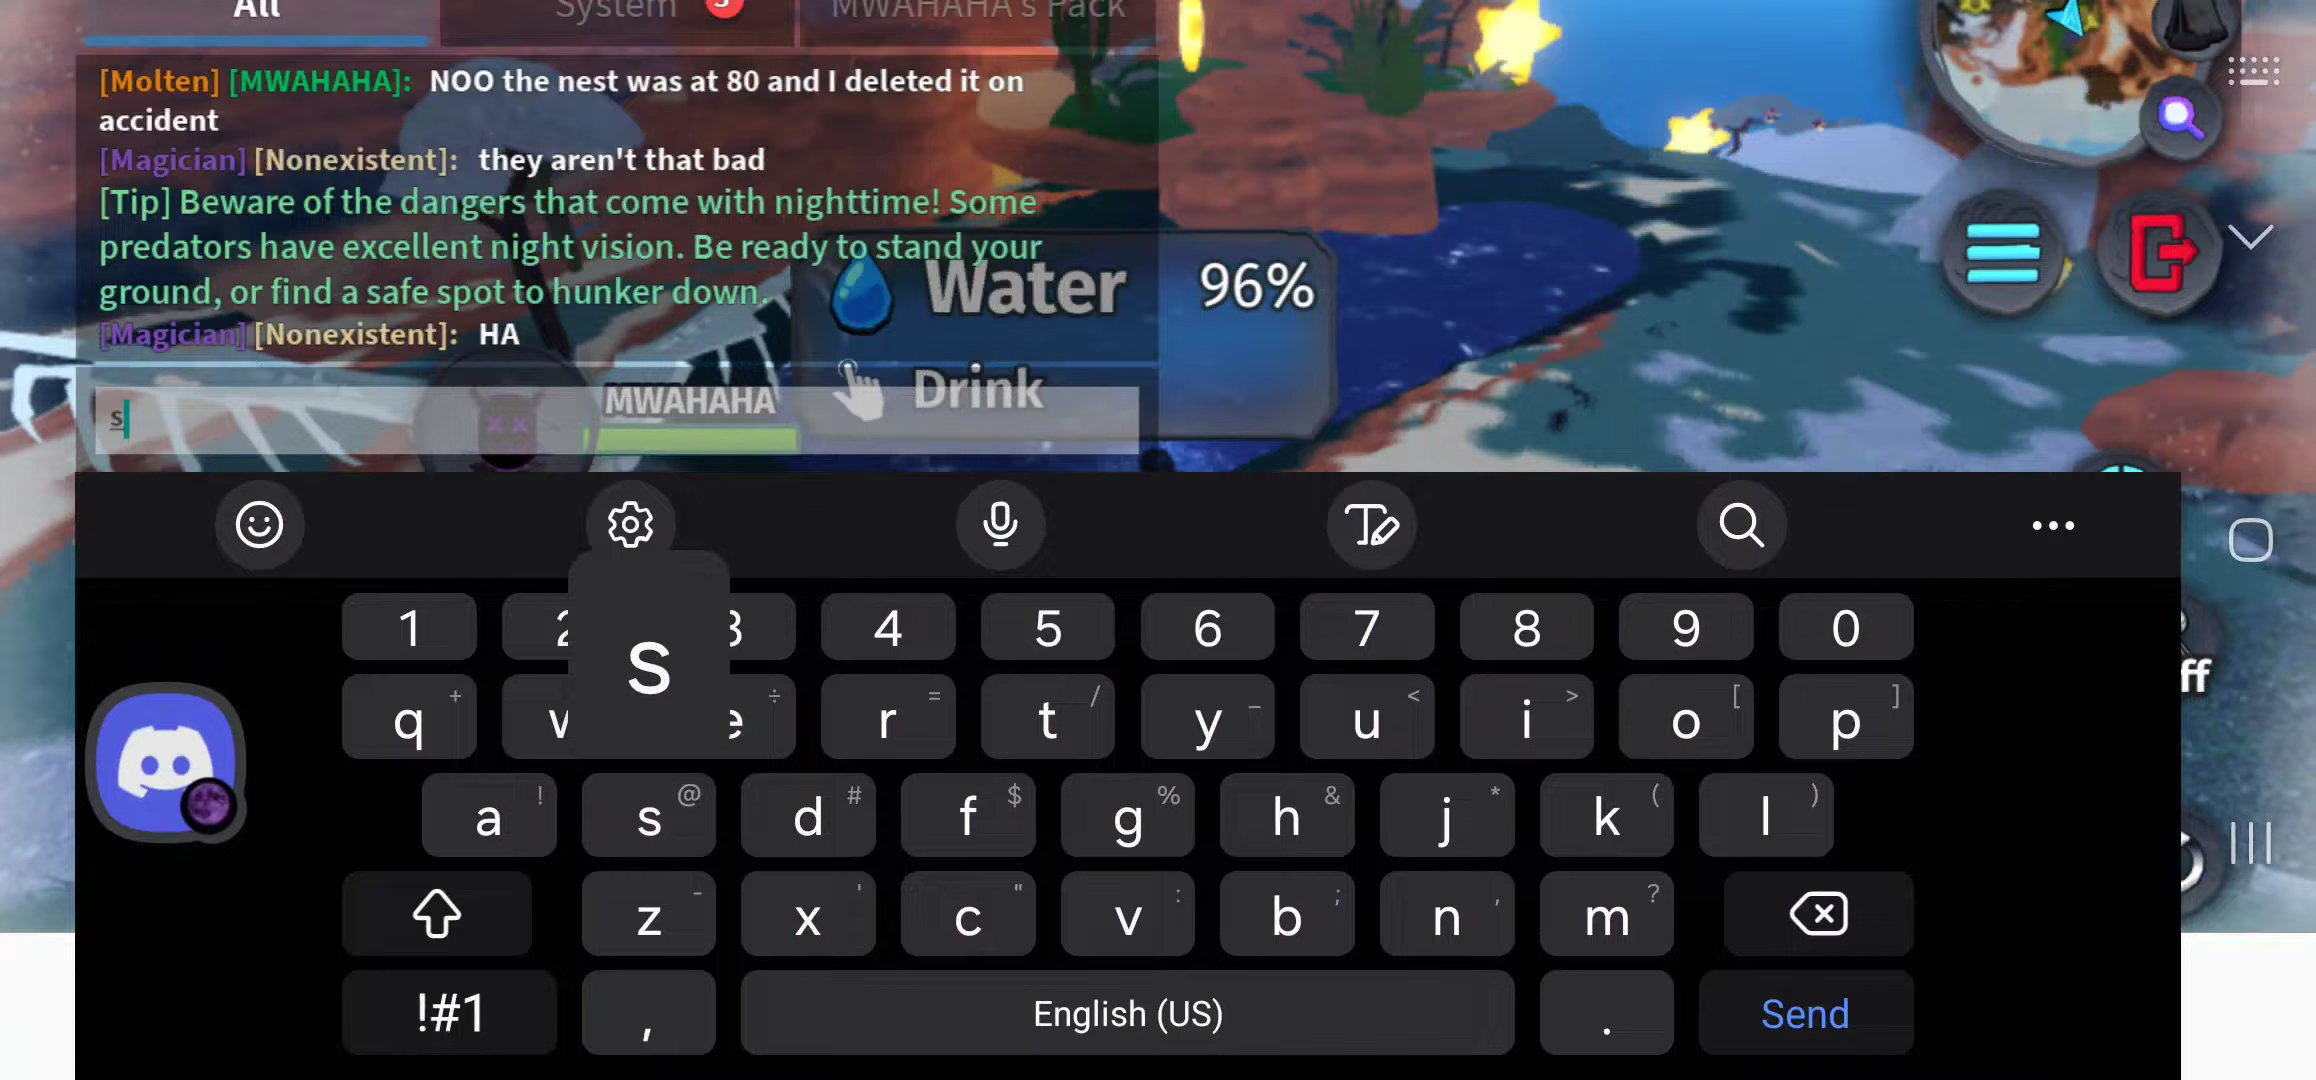 All
System
MWAHAHA's Pack
[Molten] [MWAHAHA]: NOO the nest was at 80 and I deleted it on
accident
[Magician] [Nonexistent]: they aren't that bad
[Tip] Beware of the dangers that come with nighttime! Some
predators have excellent night vision. Be ready to stand your
ground, or find a safe spot to hunker down.
[Magician] [Nonexistent]: HA
Water 96%
Drink
MWAHAHA
s
s
1 2 3 4 5 6 7 8 9 0
q + w e ÷ r = t / y _ u < i > o [ p ]
a ! s @ d # f $ g % h & j * k ( l )
z - x ' c " v : b ; n , m ?
!#1 , English (US) . Send
ff